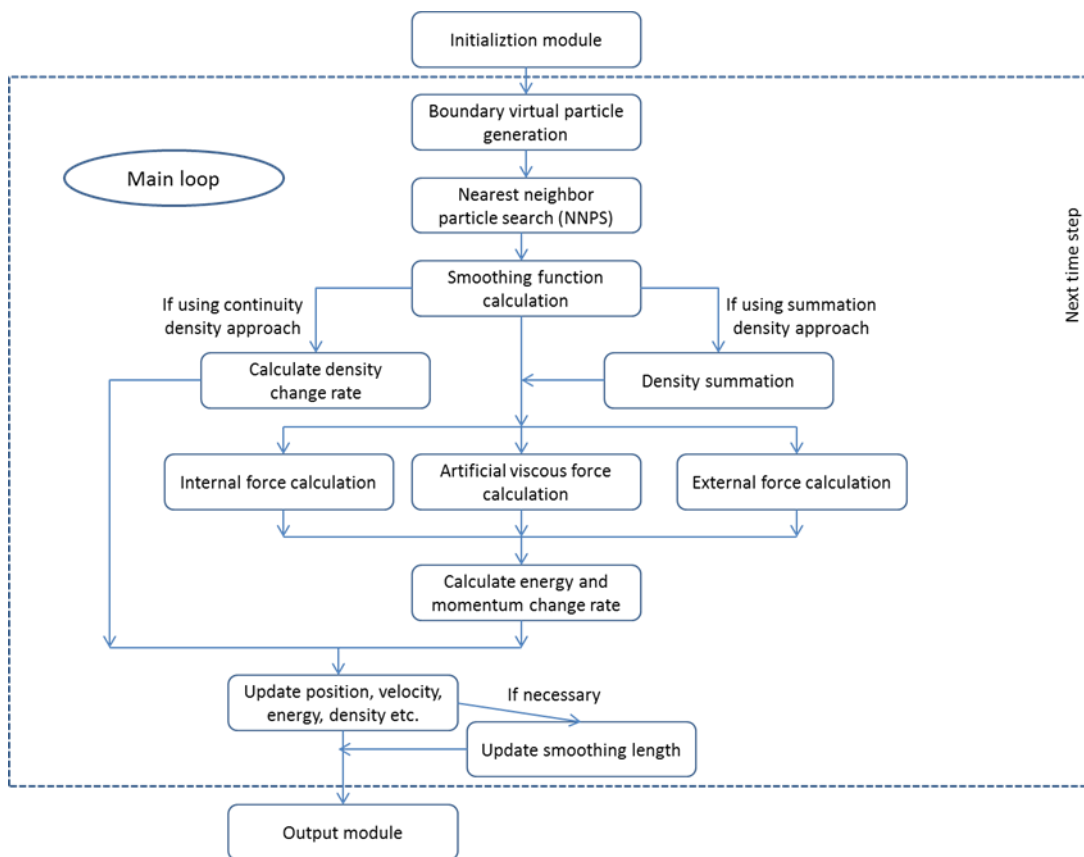 Initializtion module
Boundary virtual particle
generation
Main loop
Nearest neighbor
particle search (NNPS)
Next time step
Smoothing function
calculation
If using continuity
density approach
If using summation
density approach
Calculate density
change rate
Density summation
Internal force calculation
Artificial viscous force
calculation
External force calculation
Calculate energy and
momentum change rate
Update position, velocity,
energy, density etc.
If necessary
Update smoothing length
Output module